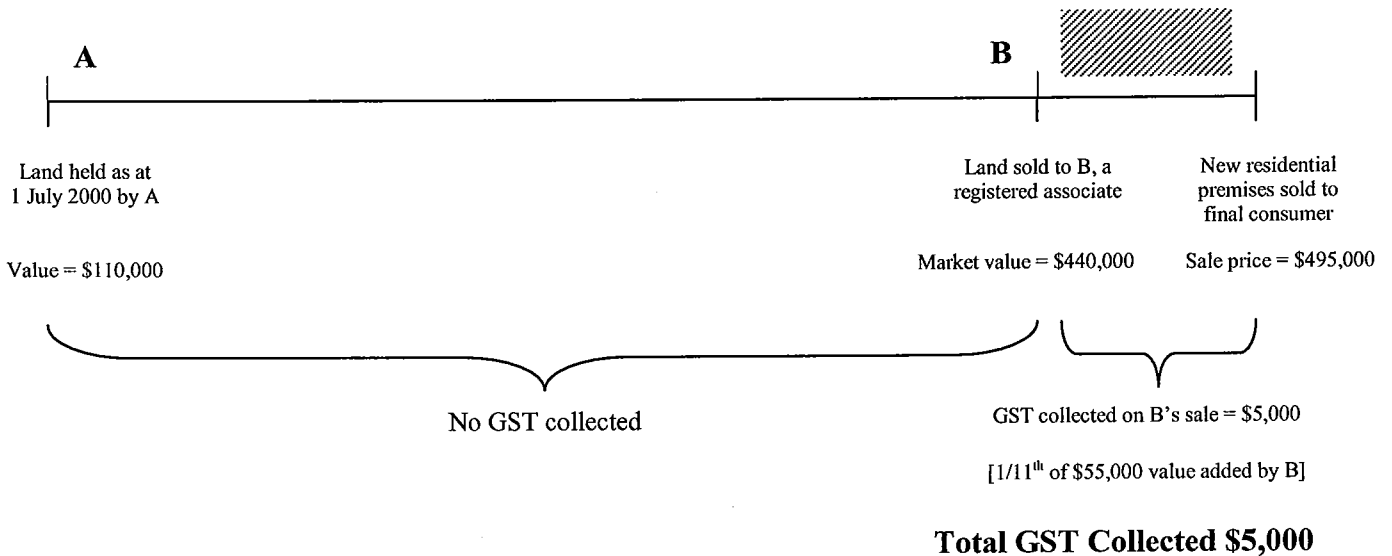 A
B
Land held as at
1 July 2000 by A
Value = $110,000
Land sold to B, a
registered associate
Market value = $440,000
New residential
premises sold to
final consumer
Sale price = $495,000
No GST collected
GST collected on B's sale = $5,000
[1/11th of $55,000 value added by B]
Total GST Collected $5,000